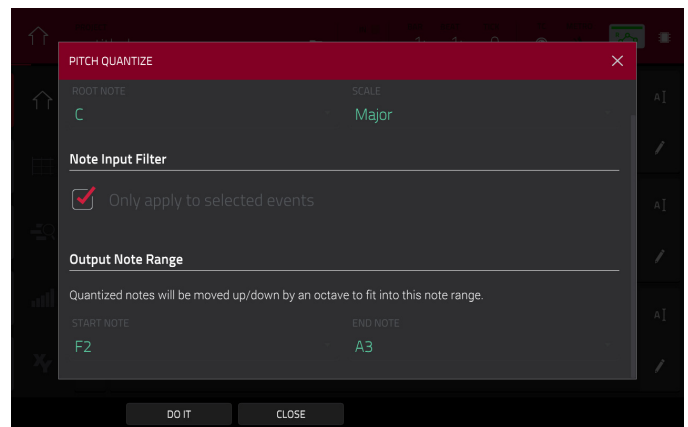 PITCH QUANTIZE
ROOT NOTE
SCALE
C
Major
Note Input Filter
Only apply to selected events
Output Note Range
Quantized notes will be moved up/down by an octave to fit into this note range.
START NOTE
END NOTE
F2
A3
DO IT
CLOSE